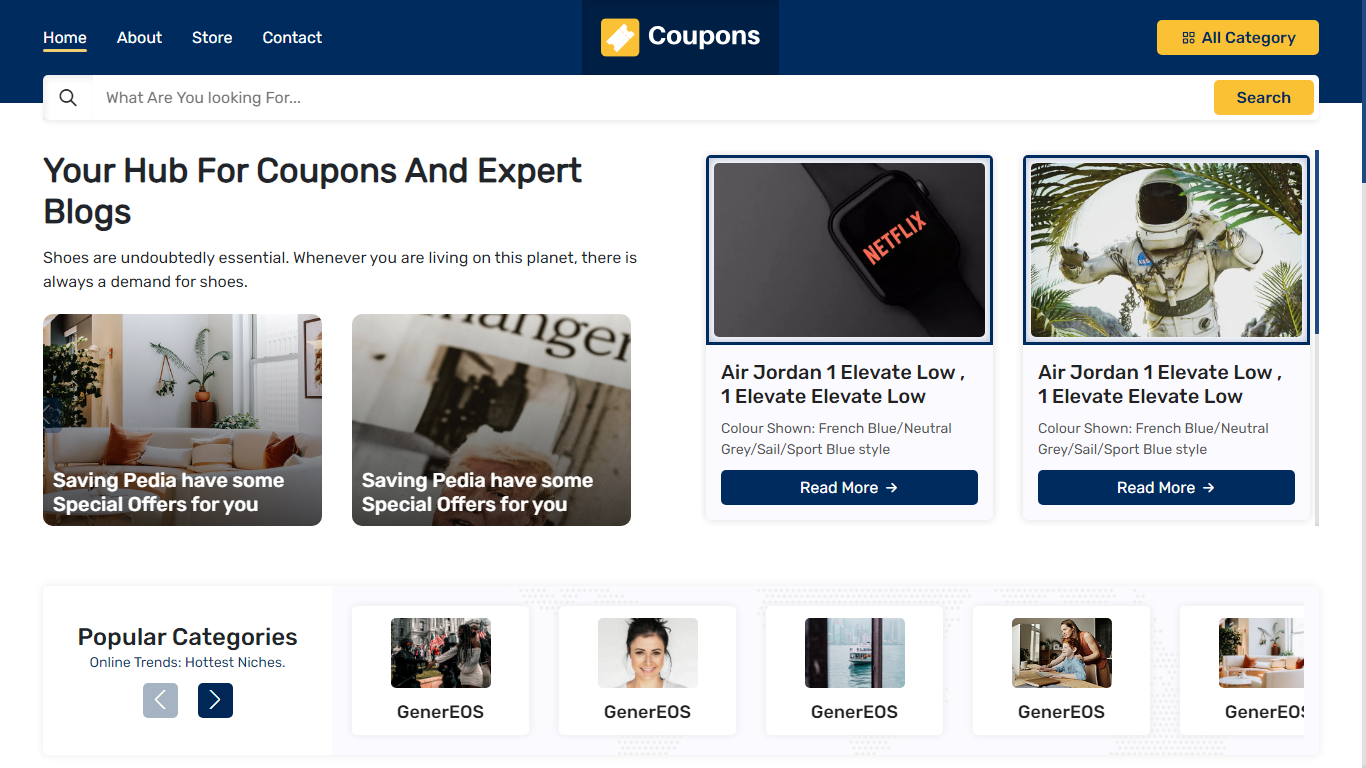 Home
About
Store
Contact
Coupons
All Category
What Are You looking For...
Search
Your Hub For Coupons And Expert
Blogs
Shoes are undoubtedly essential. Whenever you are living on this planet, there is
always a demand for shoes.
Saving Pedia have some
Special Offers for you
hanger
Saving Pedia have some
Special Offers for you
NETFLIX
Air Jordan 1 Elevate Low ,
1 Elevate Elevate Low
Colour Shown: French Blue/Neutral
Grey/Sail/Sport Blue style
Read More →
NASA
Air Jordan 1 Elevate Low ,
1 Elevate Elevate Low
Colour Shown: French Blue/Neutral
Grey/Sail/Sport Blue style
Read More →
Popular Categories
Online Trends: Hottest Niches.
GenerEOS
GenerEOS
GenerEOS
GenerEOS
GenerEOS